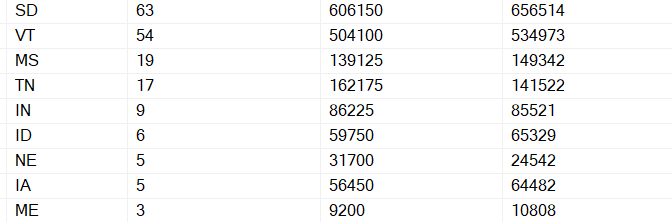 SD 63 606150 656514
VT 54 504100 534973
MS 19 139125 149342
TN 17 162175 141522
IN 9 86225 85521
ID 6 59750 65329
NE 5 31700 24542
IA 5 56450 64482
ME 3 9200 10808